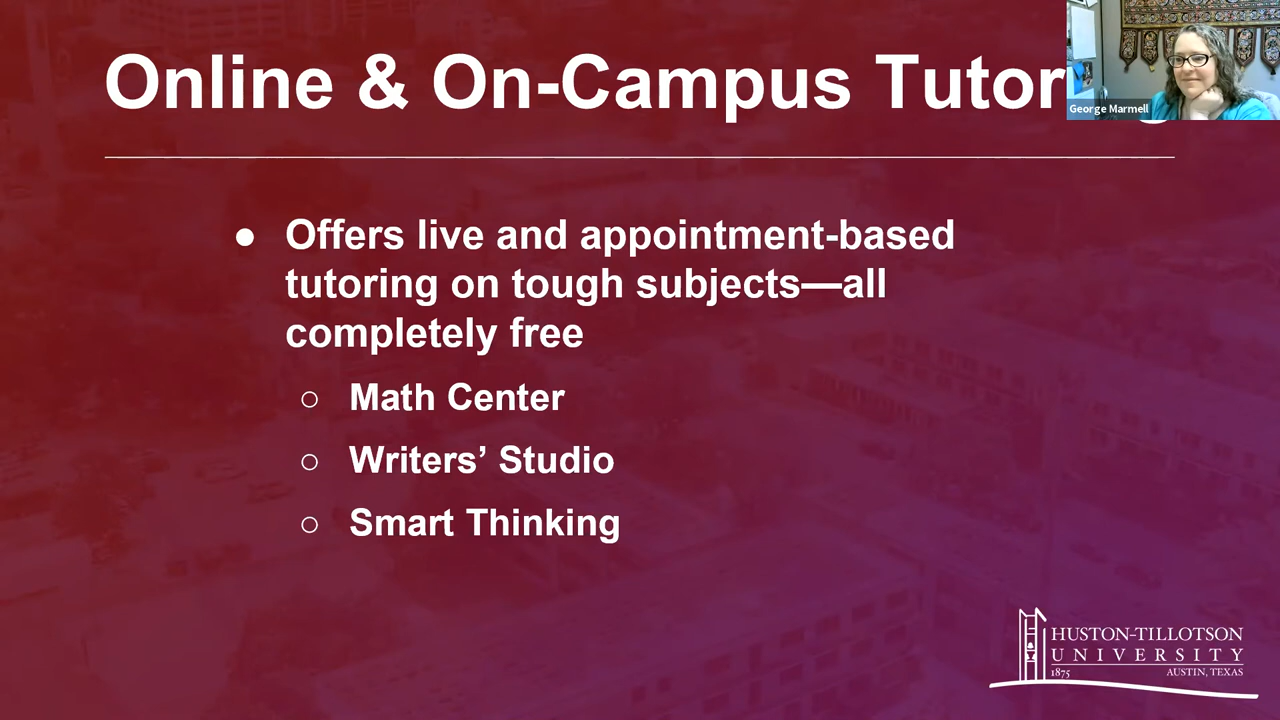 Online & On-Campus Tutor
George Marmell
● Offers live and appointment-based
tutoring on tough subjects—all
completely free
○ Math Center
○ Writers’ Studio
○ Smart Thinking
HUSTON-TILLOTSON
UNIVERSITY
1875 AUSTIN, TEXAS